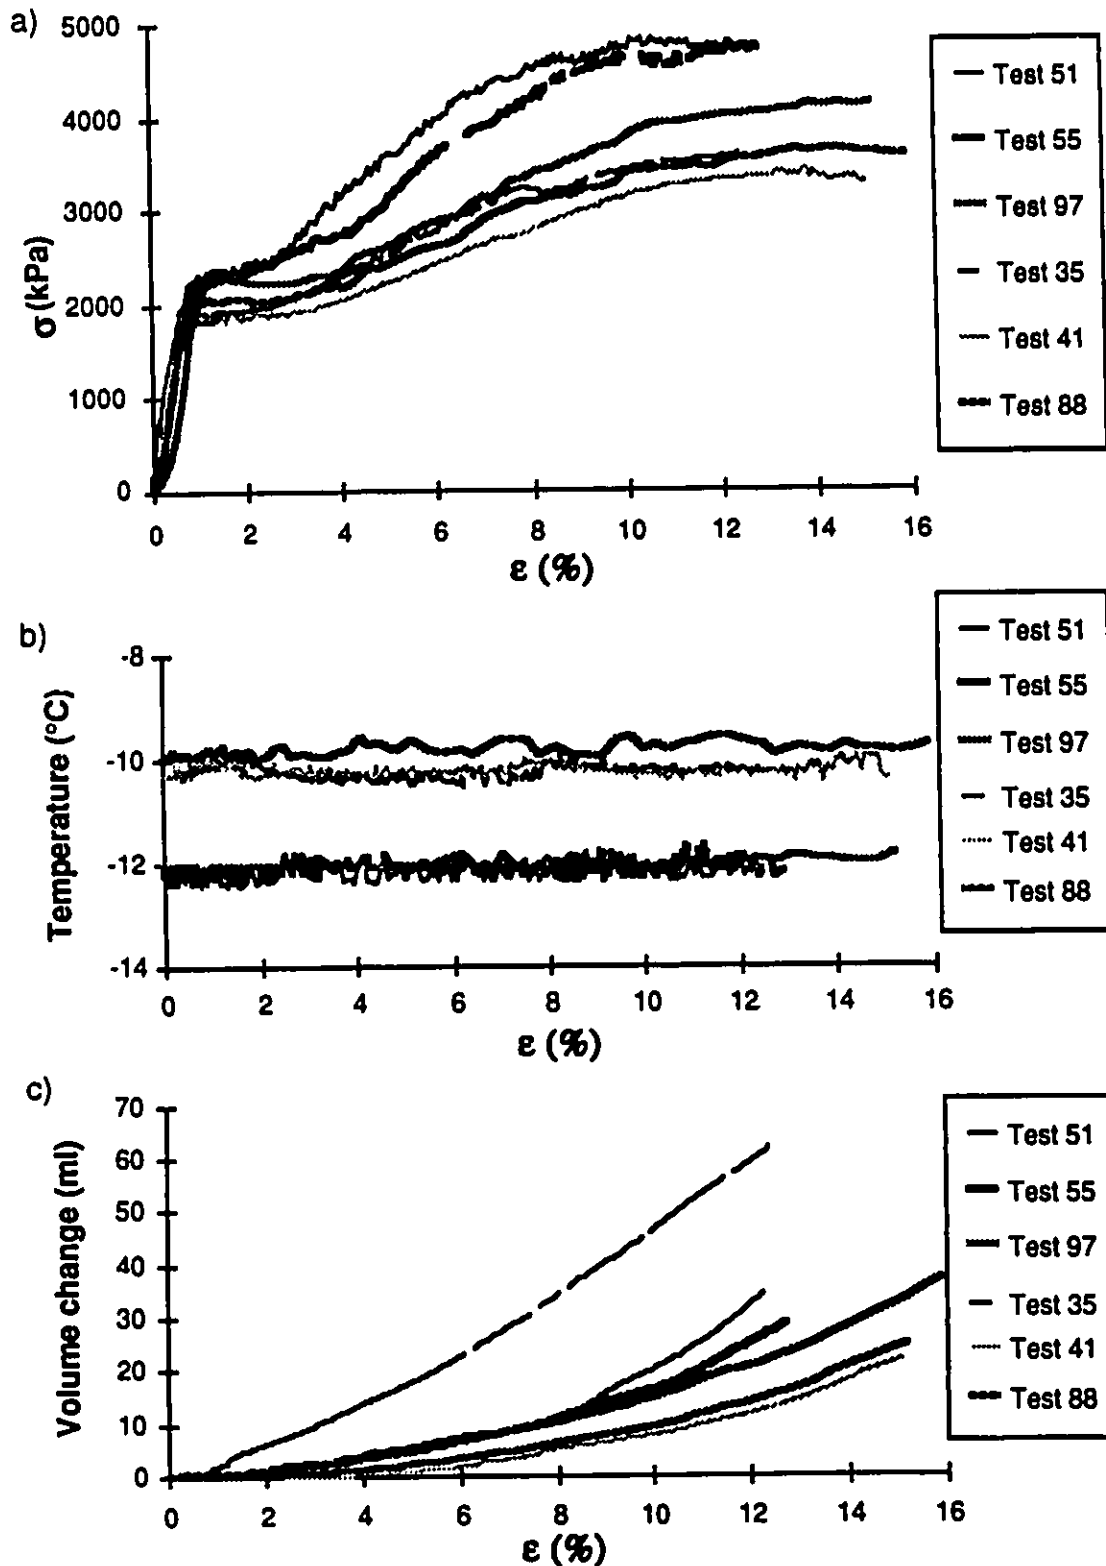 a)
5000
4000
3000
2000
1000
0
σ (kPa)
0 2 4 6 8 10 12 14 16
ε (%)
Test 51
Test 55
Test 97
Test 35
Test 41
Test 88
b)
-8
-10
-12
-14
Temperature (°C)
0 2 4 6 8 10 12 14 16
ε (%)
Test 51
Test 55
Test 97
Test 35
Test 41
Test 88
c)
70
60
50
40
30
20
10
0
Volume change (ml)
0 2 4 6 8 10 12 14 16
ε (%)
Test 51
Test 55
Test 97
Test 35
Test 41
Test 88